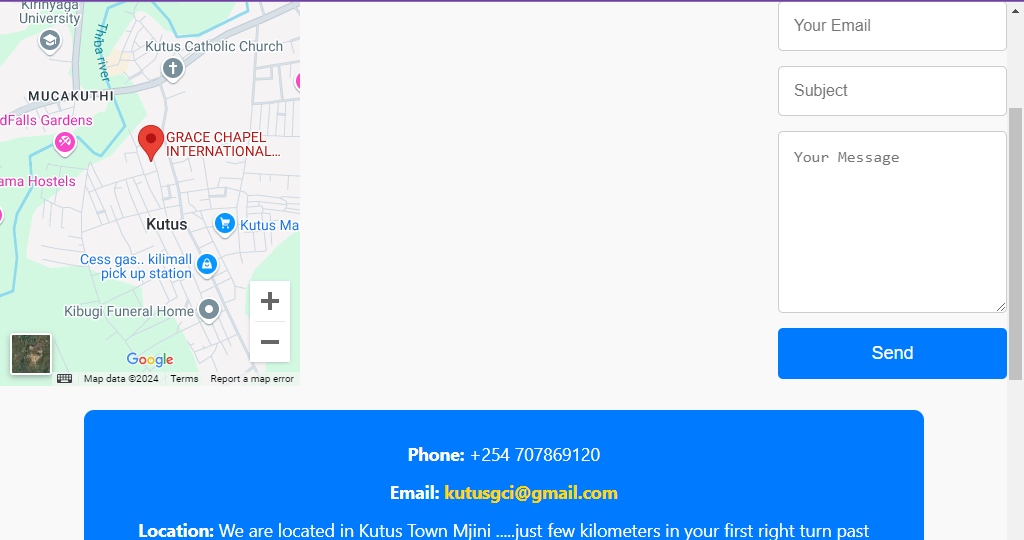 Kirinyaga
University
Thiba river
Kutus Catholic Church
MUCAKUTHI
dFalls Gardens
GRACE CHAPEL
INTERNATIONAL...
ama Hostels
Kutus
Kutus Ma
Cess gas.. kilimall
pick up station
Kibugi Funeral Home
Google
Map data ©2024 Terms Report a map error
Your Email
Subject
Your Message
Send
Phone: +254 707869120
Email: kutusgci@gmail.com
Location: We are located in Kutus Town Mjini .....just few kilometers in your first right turn past